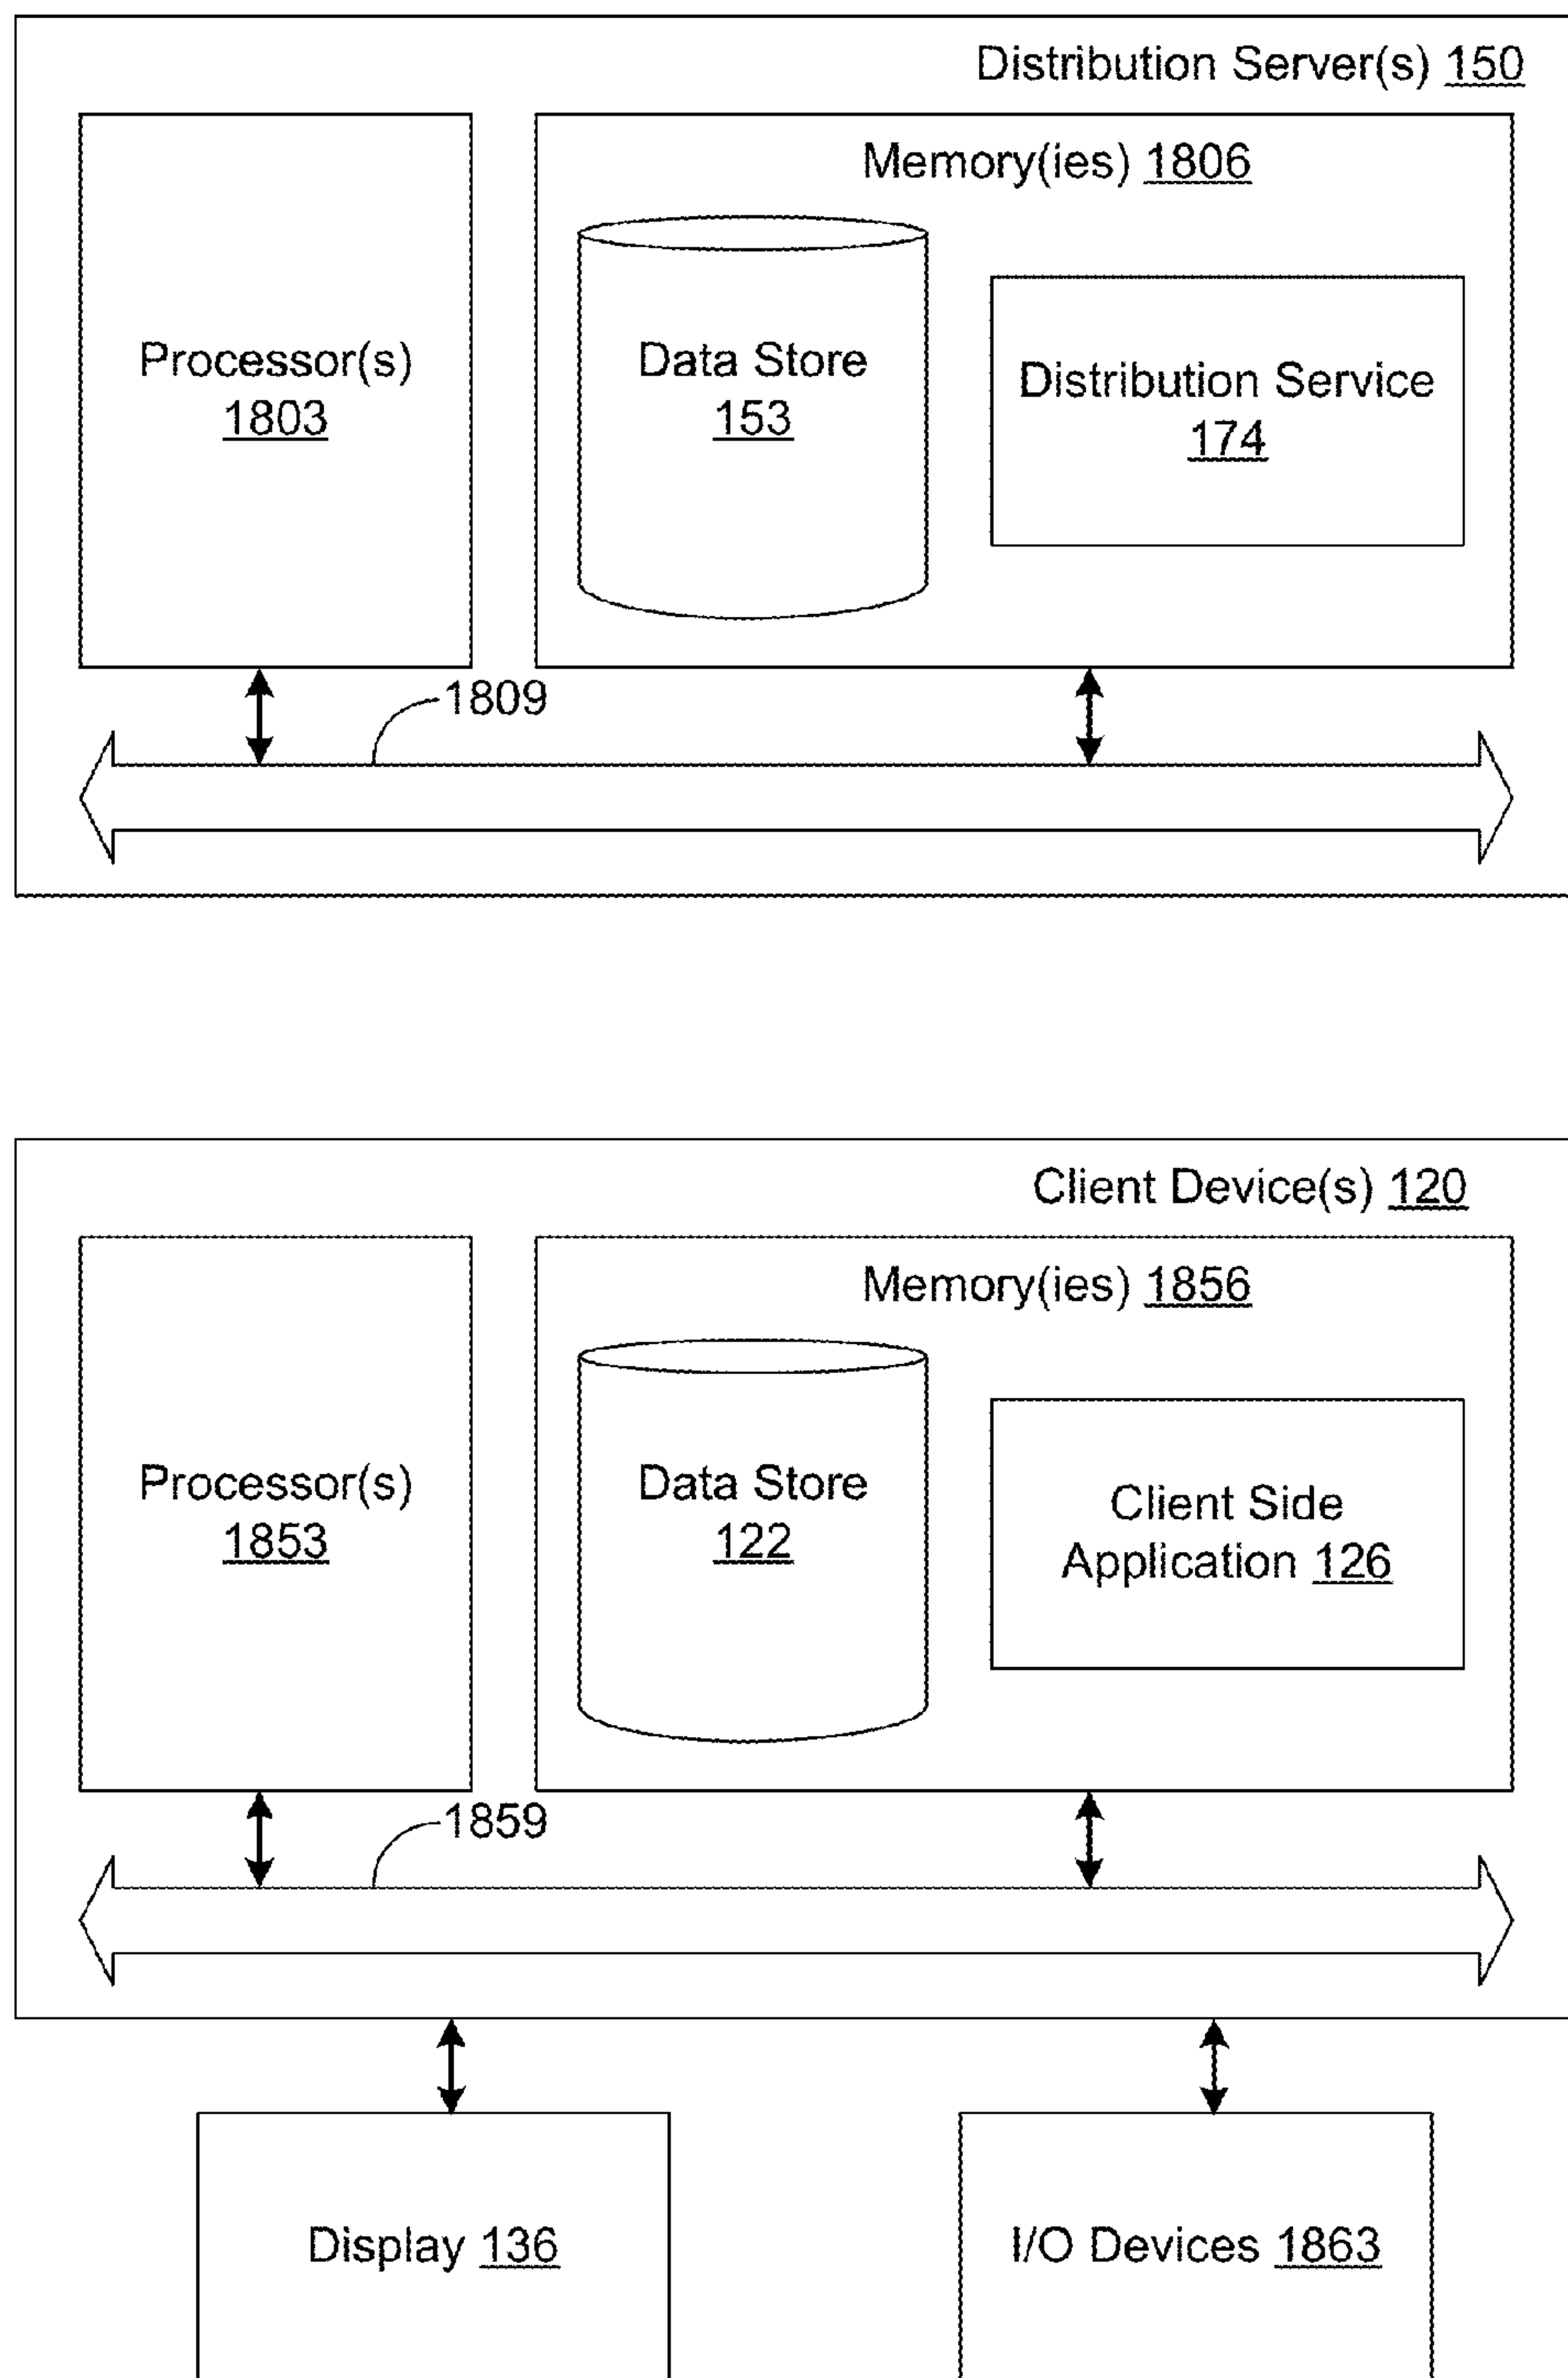 Distribution Server(s) 150
Memory(ies) 1806
Processor(s)
1803
Data Store
153
Distribution Service
174
1809
Client Device(s) 120
Memory(ies) 1856
Processor(s)
1853
Data Store
122
Client Side
Application 126
1859
Display 136
I/O Devices 1863